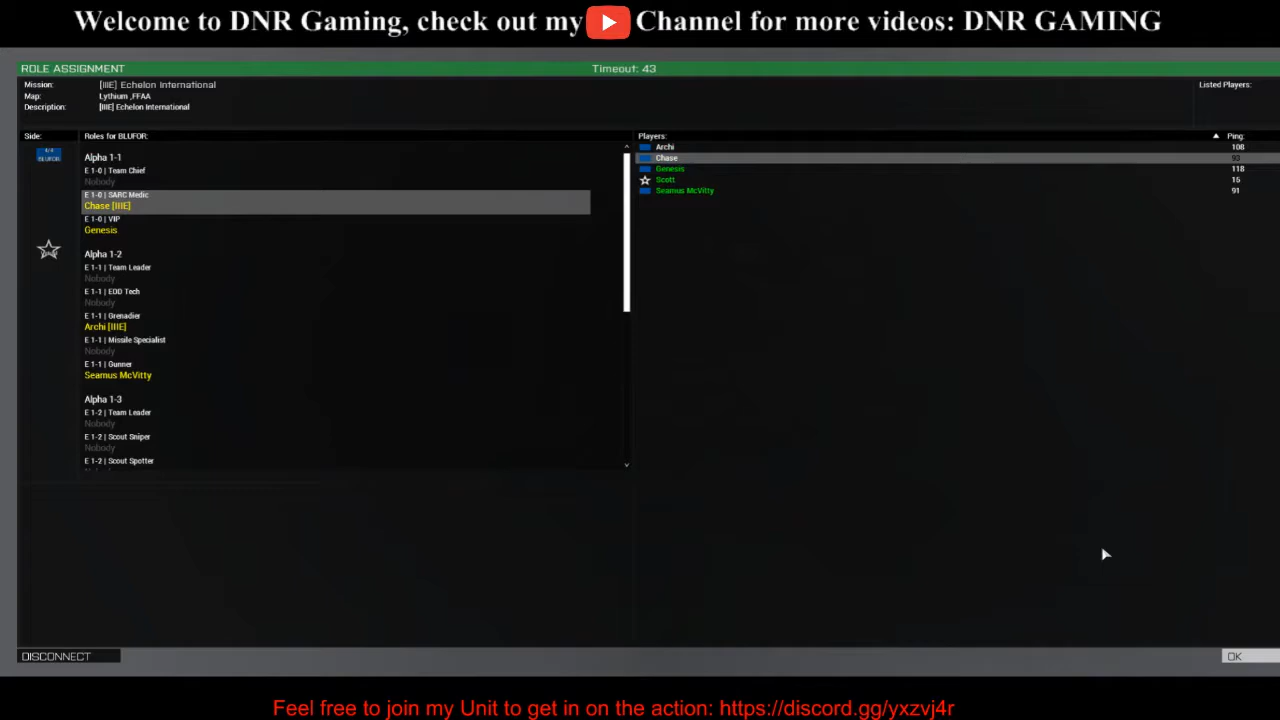 Welcome to DNR Gaming, check out my Channel for more videos: DNR GAMING
ROLE ASSIGNMENT
Timeout: 43
Mission: [IIIE] Echelon International
Map: Lythium ,FFAA
Description: [IIIE] Echelon International
Listed Players:
Side:
BLUFOR
Roles for BLUFOR:
Alpha 1-1
E 1-0 | Team Chief
Nobody
E 1-0 | SARC Medic
Chase [IIIE]
E 1-0 | VIP
Genesis
Alpha 1-2
E 1-1 | Team Leader
Nobody
E 1-1 | EOD Tech
Nobody
E 1-1 | Grenadier
Archi [IIIE]
E 1-1 | Missile Specialist
Nobody
E 1-1 | Gunner
Seamus McVitty
Alpha 1-3
E 1-2 | Team Leader
Nobody
E 1-2 | Scout Sniper
Nobody
E 1-2 | Scout Spotter
Nobody
Players: Ping:
Archi 108
Chase 93
Genesis 118
Scott 16
Seamus McVitty 91
DISCONNECT
OK
Feel free to join my Unit to get in on the action: https://discord.gg/yxzvj4r